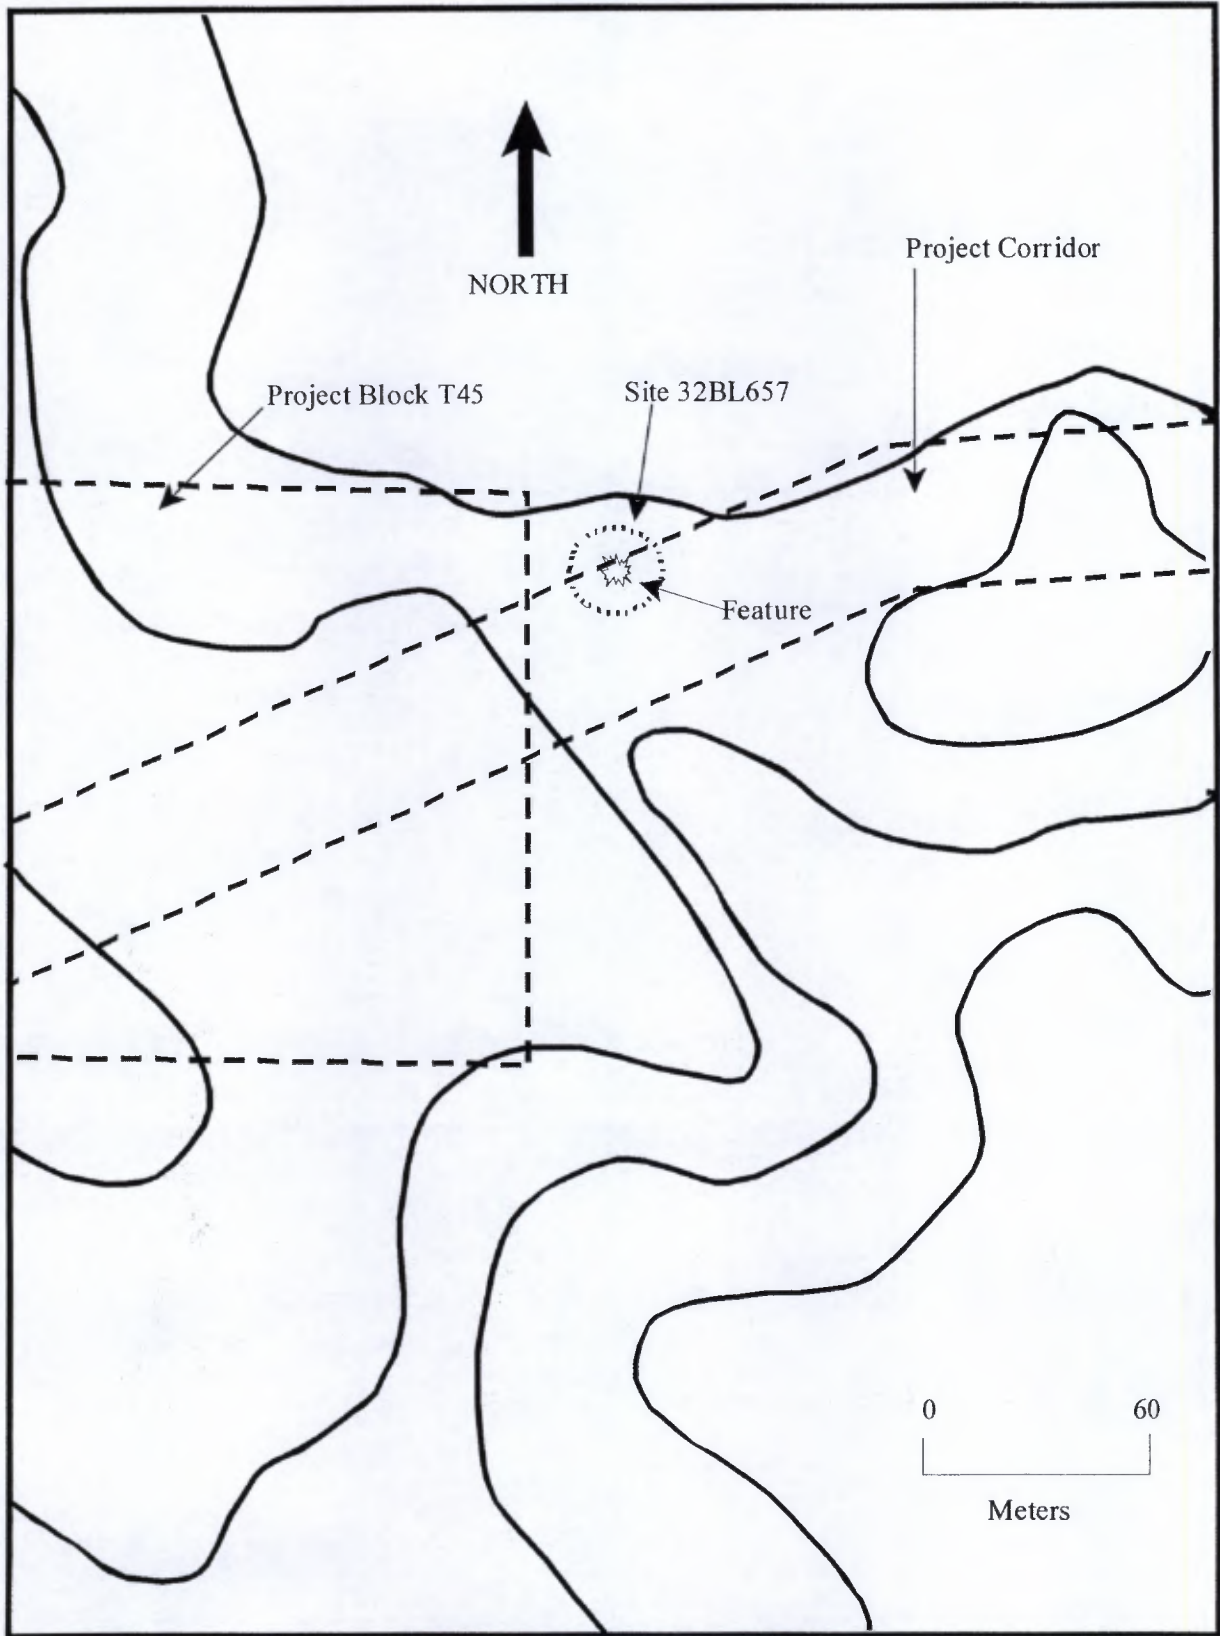 Project Corridor
NORTH
Project Block T45
Site 32BL657
Feature
0 60
Meters